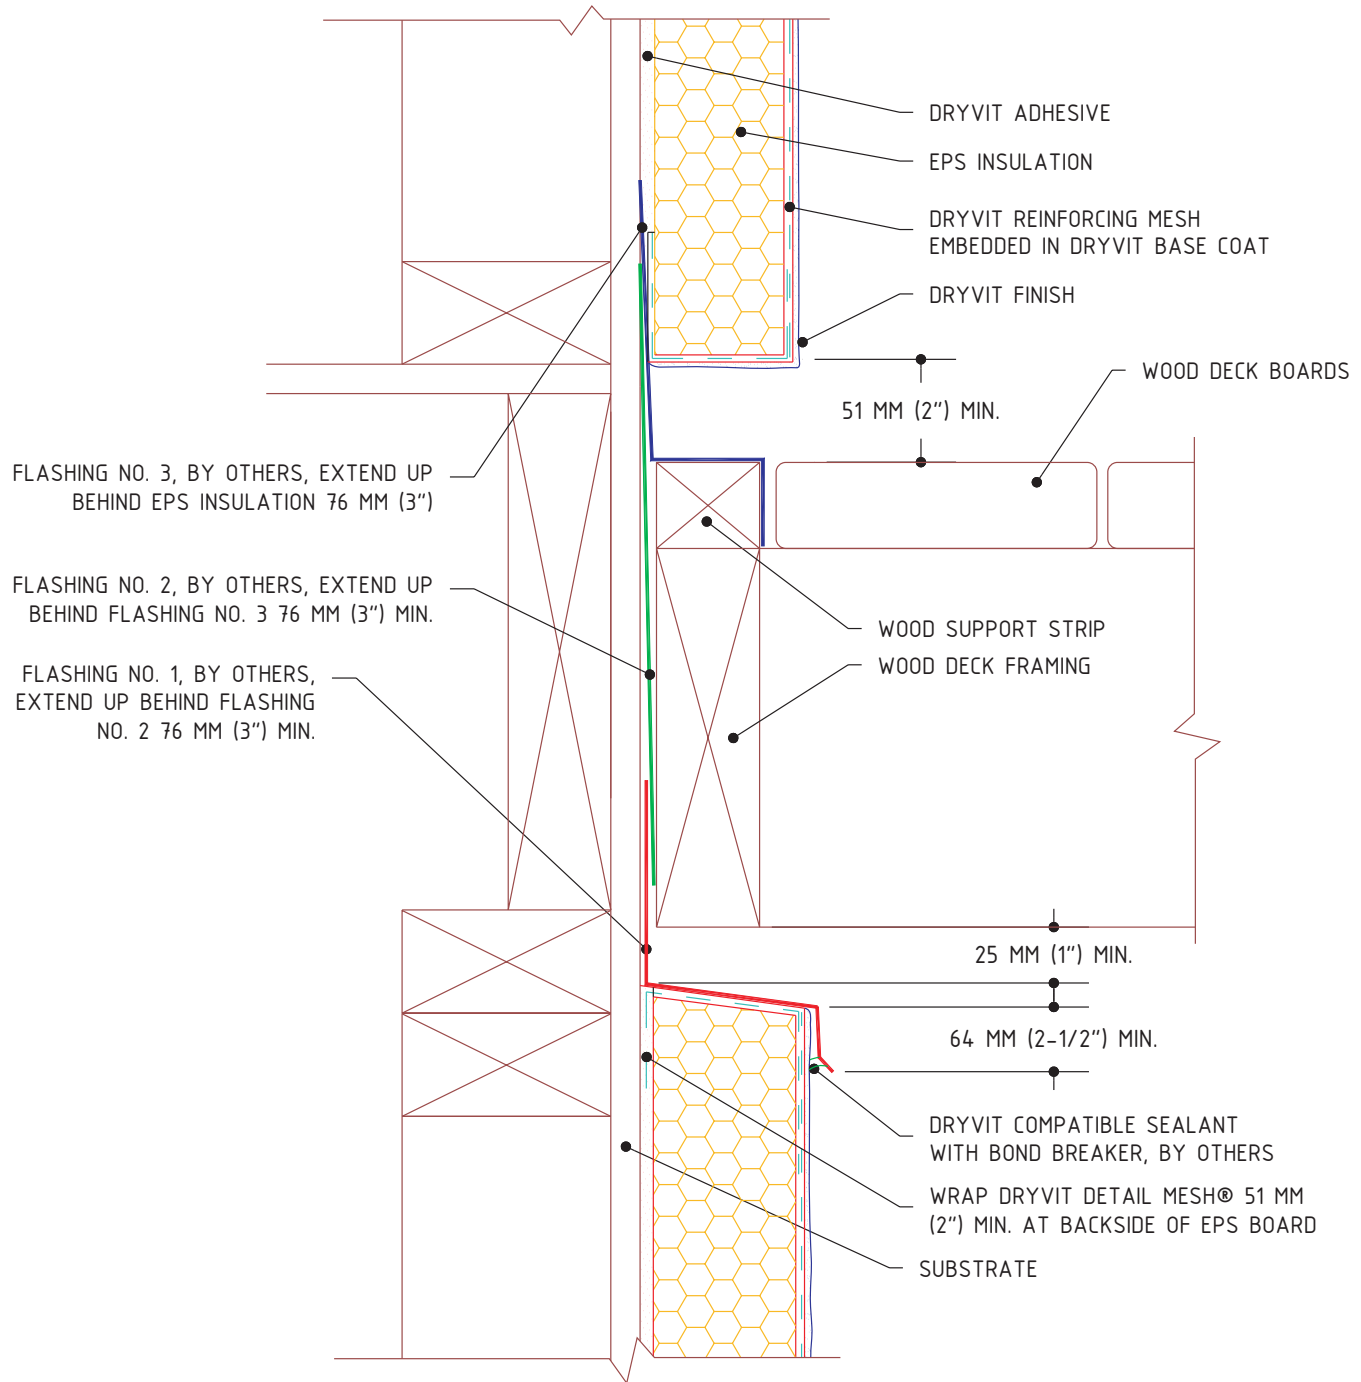 DRYVIT ADHESIVE
EPS INSULATION
DRYVIT REINFORCING MESH
EMBEDDED IN DRYVIT BASE COAT
DRYVIT FINISH
WOOD DECK BOARDS
51 MM (2") MIN.
FLASHING NO. 3, BY OTHERS, EXTEND UP
BEHIND EPS INSULATION 76 MM (3")
FLASHING NO. 2, BY OTHERS, EXTEND UP
BEHIND FLASHING NO. 3 76 MM (3") MIN.
FLASHING NO. 1, BY OTHERS,
EXTEND UP BEHIND FLASHING
NO. 2 76 MM (3") MIN.
WOOD SUPPORT STRIP
WOOD DECK FRAMING
25 MM (1") MIN.
64 MM (2-1/2") MIN.
DRYVIT COMPATIBLE SEALANT
WITH BOND BREAKER, BY OTHERS
WRAP DRYVIT DETAIL MESH® 51 MM
(2") MIN. AT BACKSIDE OF EPS BOARD
SUBSTRATE